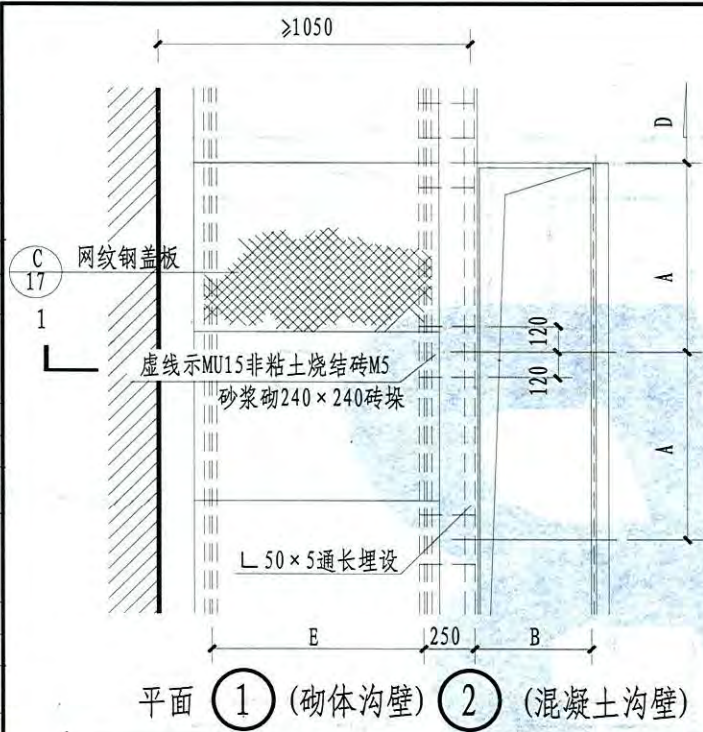 ≥1050
D
C
17
网纹钢盖板
A
1
120
虚线示MU15非粘土烧结砖M5
砂浆砌240×240砖垛
120
A
∟50×5通长埋设
E
250
B
平面 1 (砌体沟壁) 2 (混凝土沟壁)